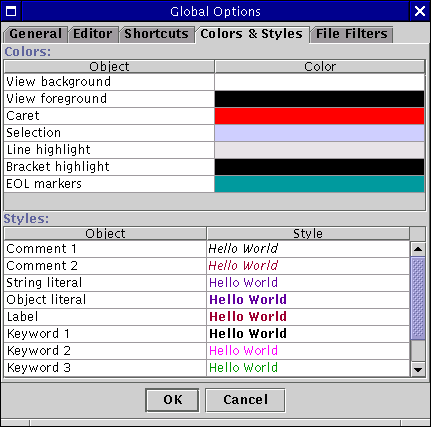 Global Options
General Editor Shortcuts Colors & Styles File Filters
Colors:
Object Color
View background
View foreground
Caret
Selection
Line highlight
Bracket highlight
EOL markers
Styles:
Object Style
Comment 1 Hello World
Comment 2 Hello World
String literal Hello World
Object literal Hello World
Label Hello World
Keyword 1 Hello World
Keyword 2 Hello World
Keyword 3 Hello World
OK Cancel